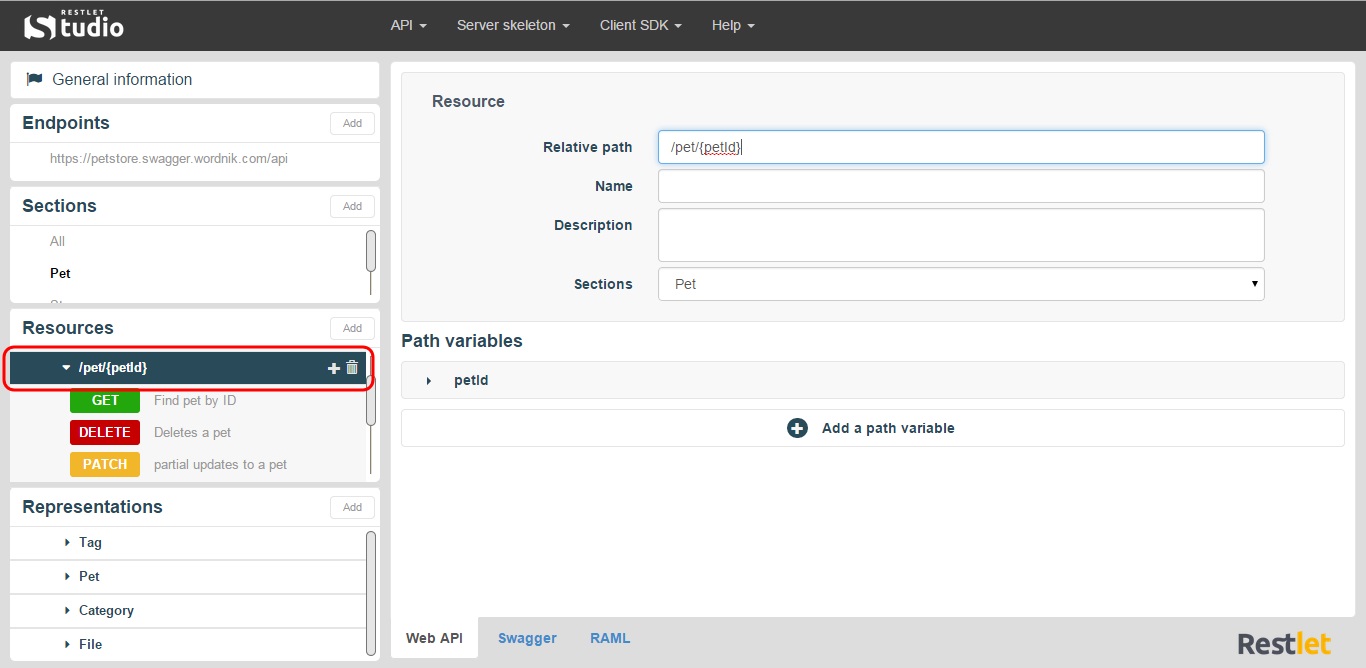 RESTLET
Studio
API
Server skeleton
Client SDK
Help
General information
Endpoints
Add
https://petstore.swagger.wordnik.com/api
Sections
Add
All
Pet
Resources
Add
/pet/{petId}
GET
Find pet by ID
DELETE
Deletes a pet
PATCH
partial updates to a pet
Representations
Add
Tag
Pet
Category
File
Resource
Relative path
/pet/{petId}
Name
Description
Sections
Pet
Path variables
petId
Add a path variable
Web API
Swagger
RAML
Restlet